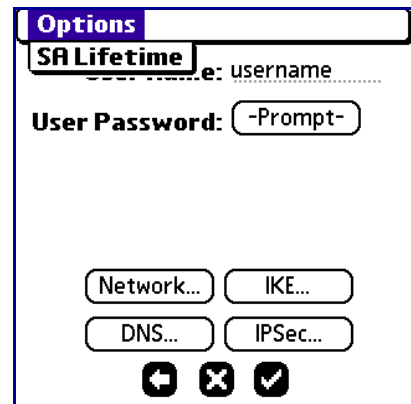 Options
SA Lifetime
username
User Password: -Prompt-
Network... IKE...
DNS... IPSec...